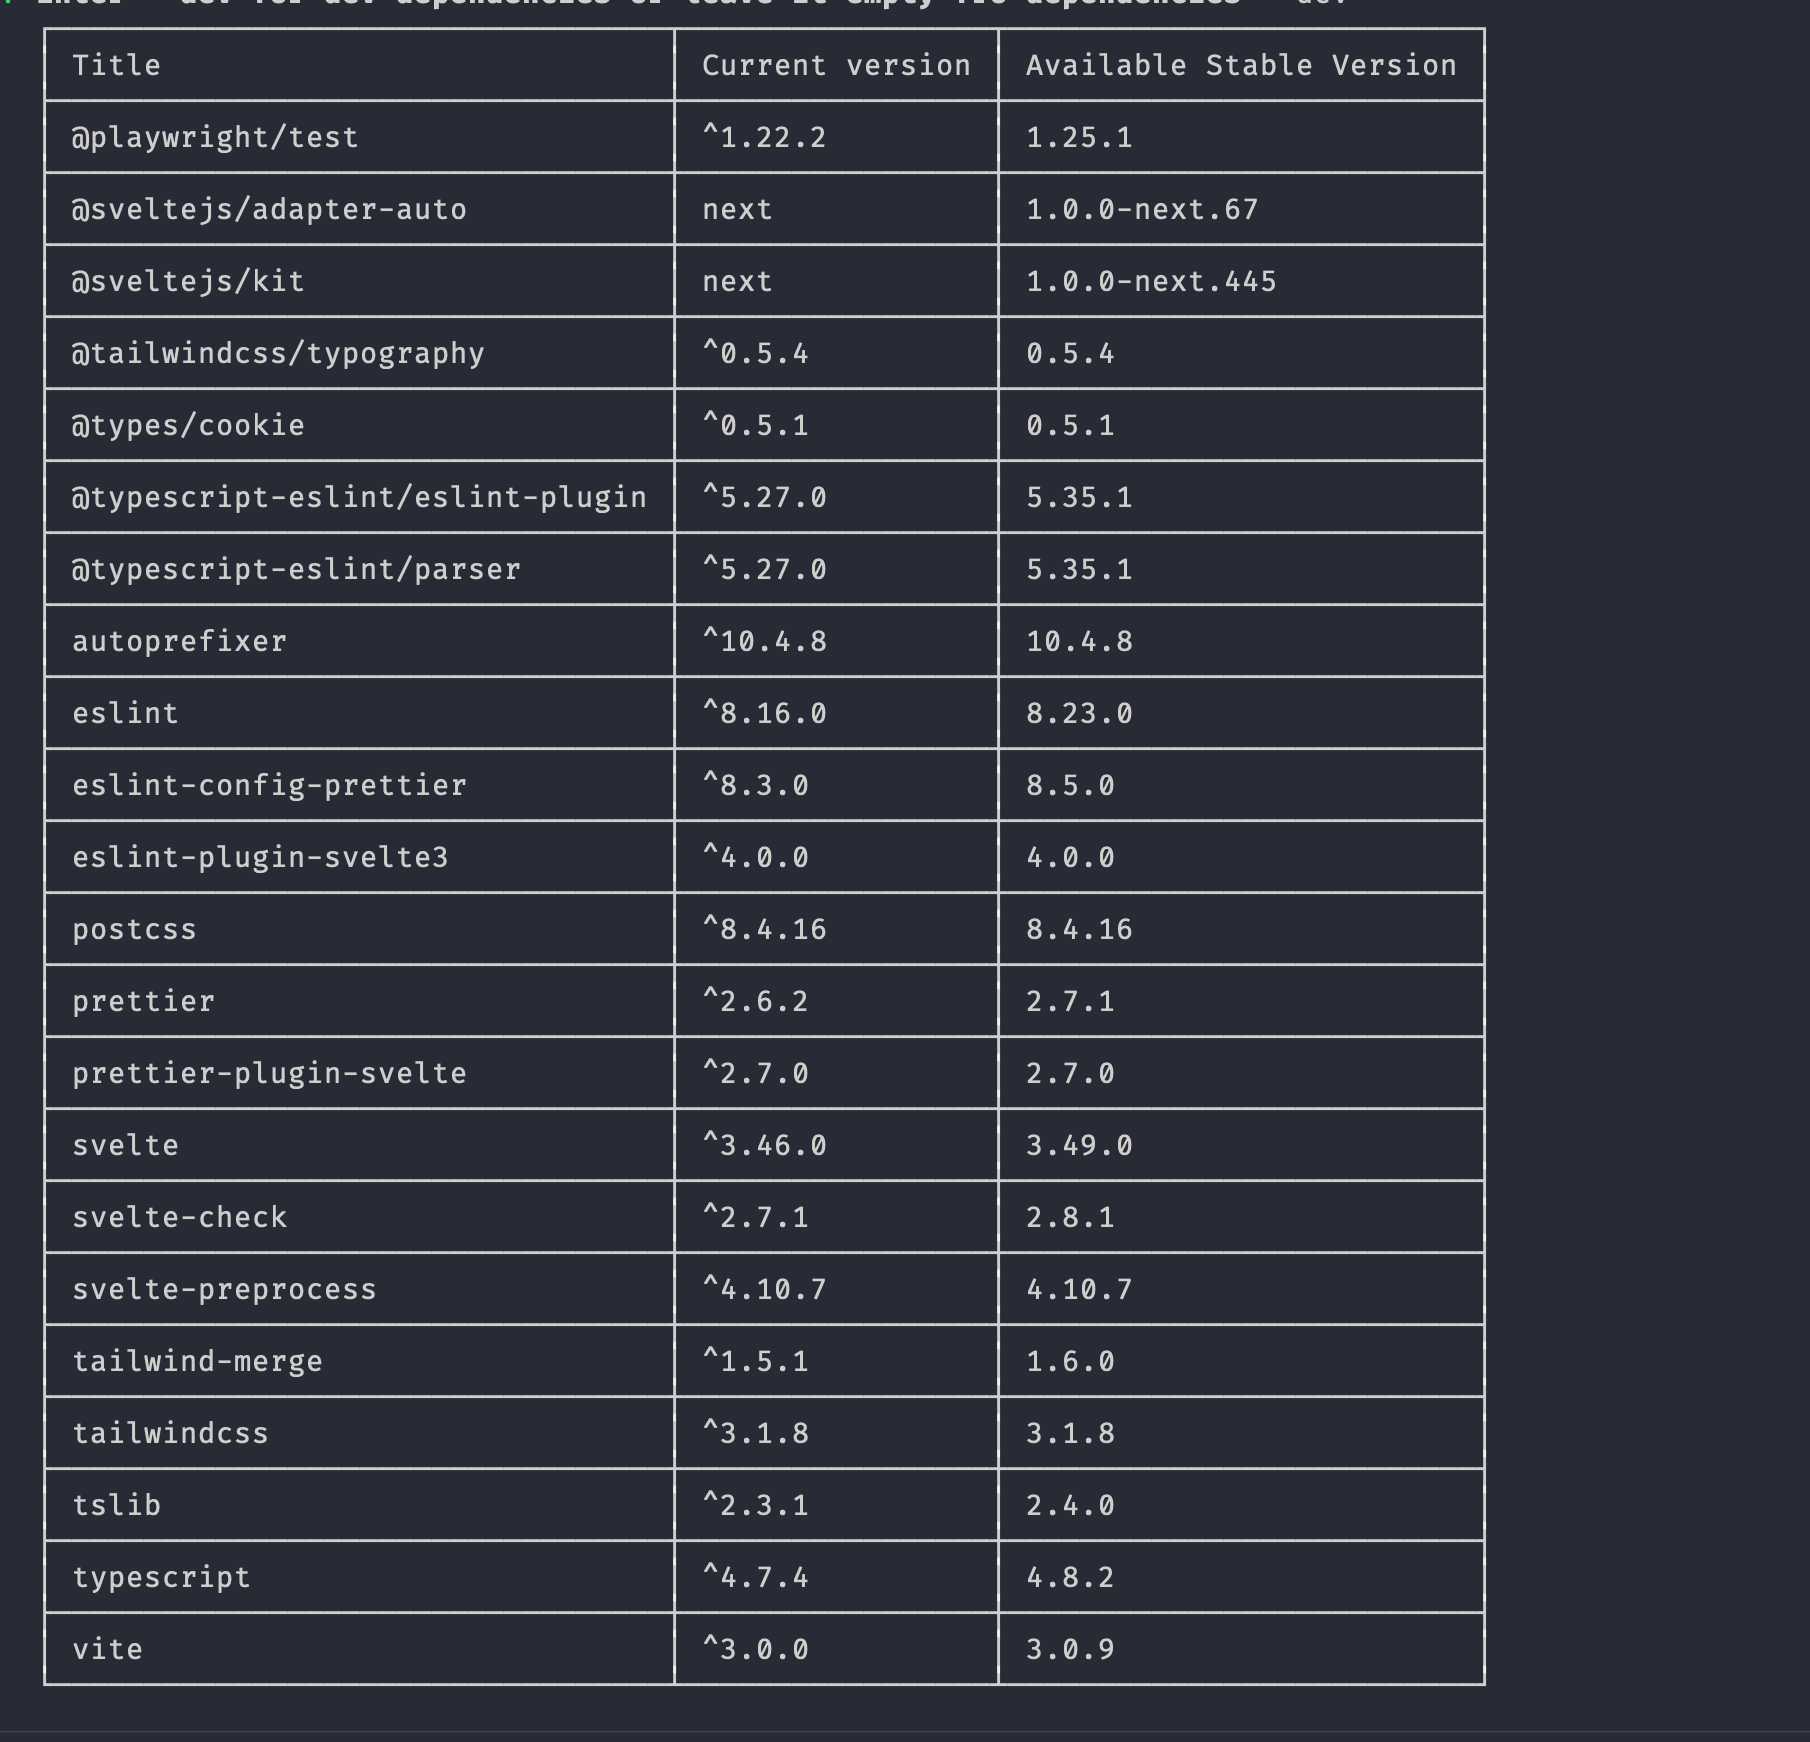 Title Current version Available Stable Version
@playwright/test ^1.22.2 1.25.1
@sveltejs/adapter-auto next 1.0.0-next.67
@sveltejs/kit next 1.0.0-next.445
@tailwindcss/typography ^0.5.4 0.5.4
@types/cookie ^0.5.1 0.5.1
@typescript-eslint/eslint-plugin ^5.27.0 5.35.1
@typescript-eslint/parser ^5.27.0 5.35.1
autoprefixer ^10.4.8 10.4.8
eslint ^8.16.0 8.23.0
eslint-config-prettier ^8.3.0 8.5.0
eslint-plugin-svelte3 ^4.0.0 4.0.0
postcss ^8.4.16 8.4.16
prettier ^2.6.2 2.7.1
prettier-plugin-svelte ^2.7.0 2.7.0
svelte ^3.46.0 3.49.0
svelte-check ^2.7.1 2.8.1
svelte-preprocess ^4.10.7 4.10.7
tailwind-merge ^1.5.1 1.6.0
tailwindcss ^3.1.8 3.1.8
tslib ^2.3.1 2.4.0
typescript ^4.7.4 4.8.2
vite ^3.0.0 3.0.9